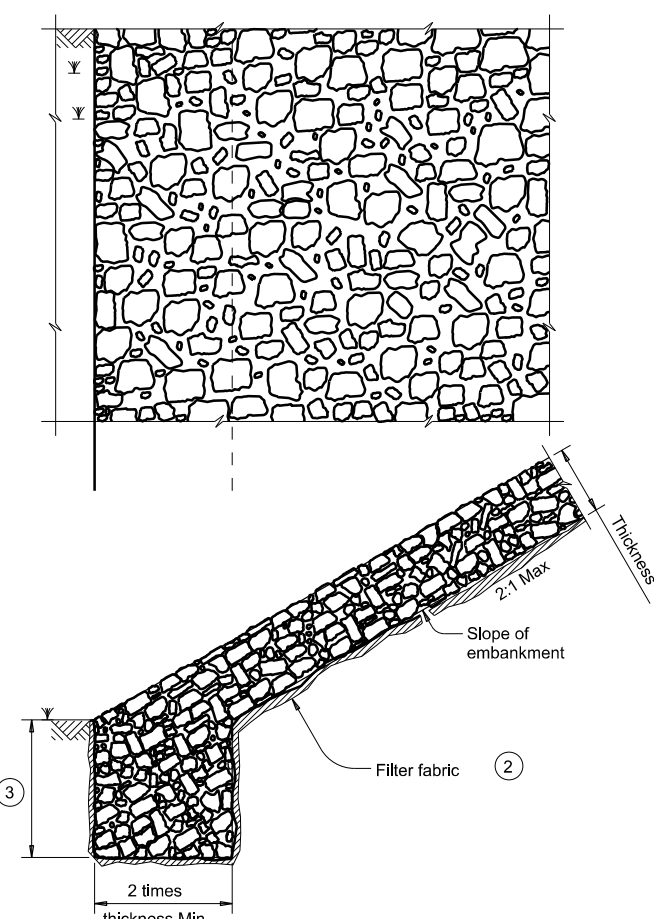 Thickness
2:1 Max
Slope of
embankment
Filter fabric
2
3
2 times
thickness Min